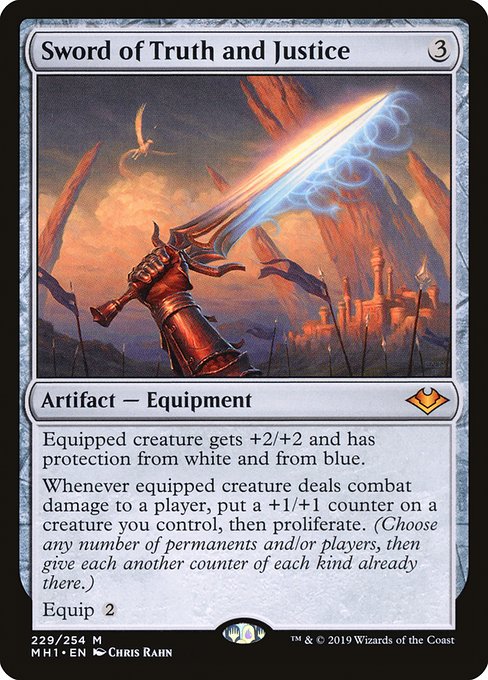 Sword of Truth and Justice 3
Artifact — Equipment
Equipped creature gets +2/+2 and has
protection from white and from blue.
Whenever equipped creature deals combat
damage to a player, put a +1/+1 counter on a
creature you control, then proliferate. (Choose
any number of permanents and/or players, then
give each another counter of each kind already
there.)
Equip 2
229/254 M
MH1 • EN Chris Rahn
™ & © 2019 Wizards of the Coast